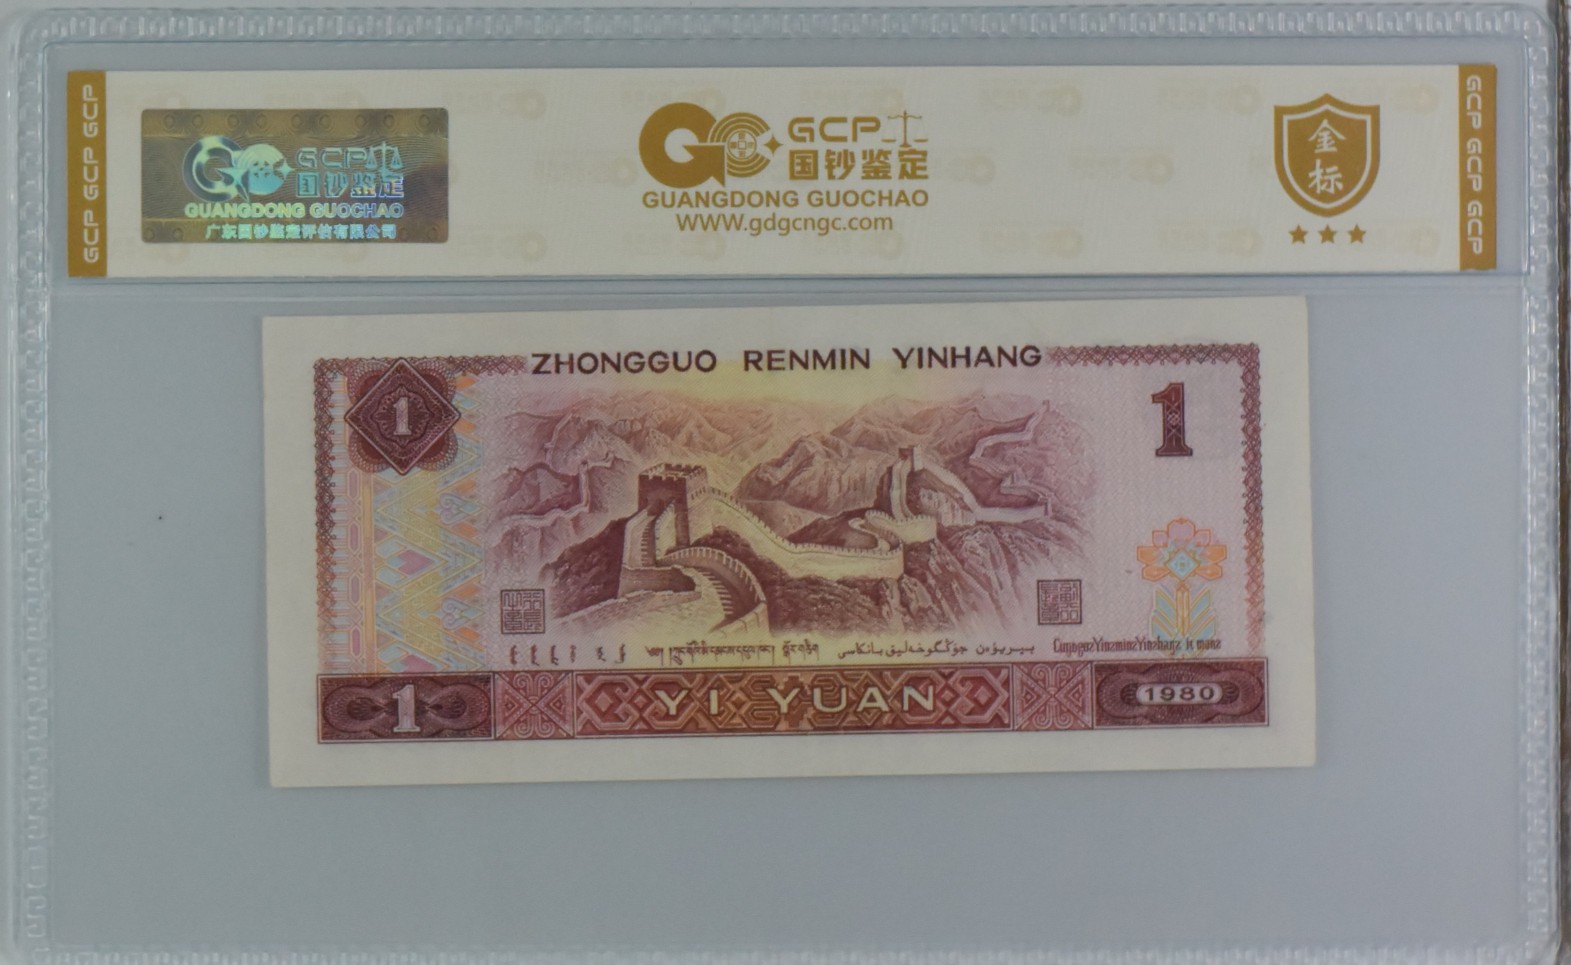 GCP GCP GCP
GCP
国钞鉴定
GUANGDONG GUOCHAO
广东国钞鉴定评估有限公司
GCP
国钞鉴定
GUANGDONG GUOCHAO
WWW.gdgcngc.com
金标
GCP GCP GCP
ZHONGGUO RENMIN YINHANG
1
1
1
YI YUAN
1980